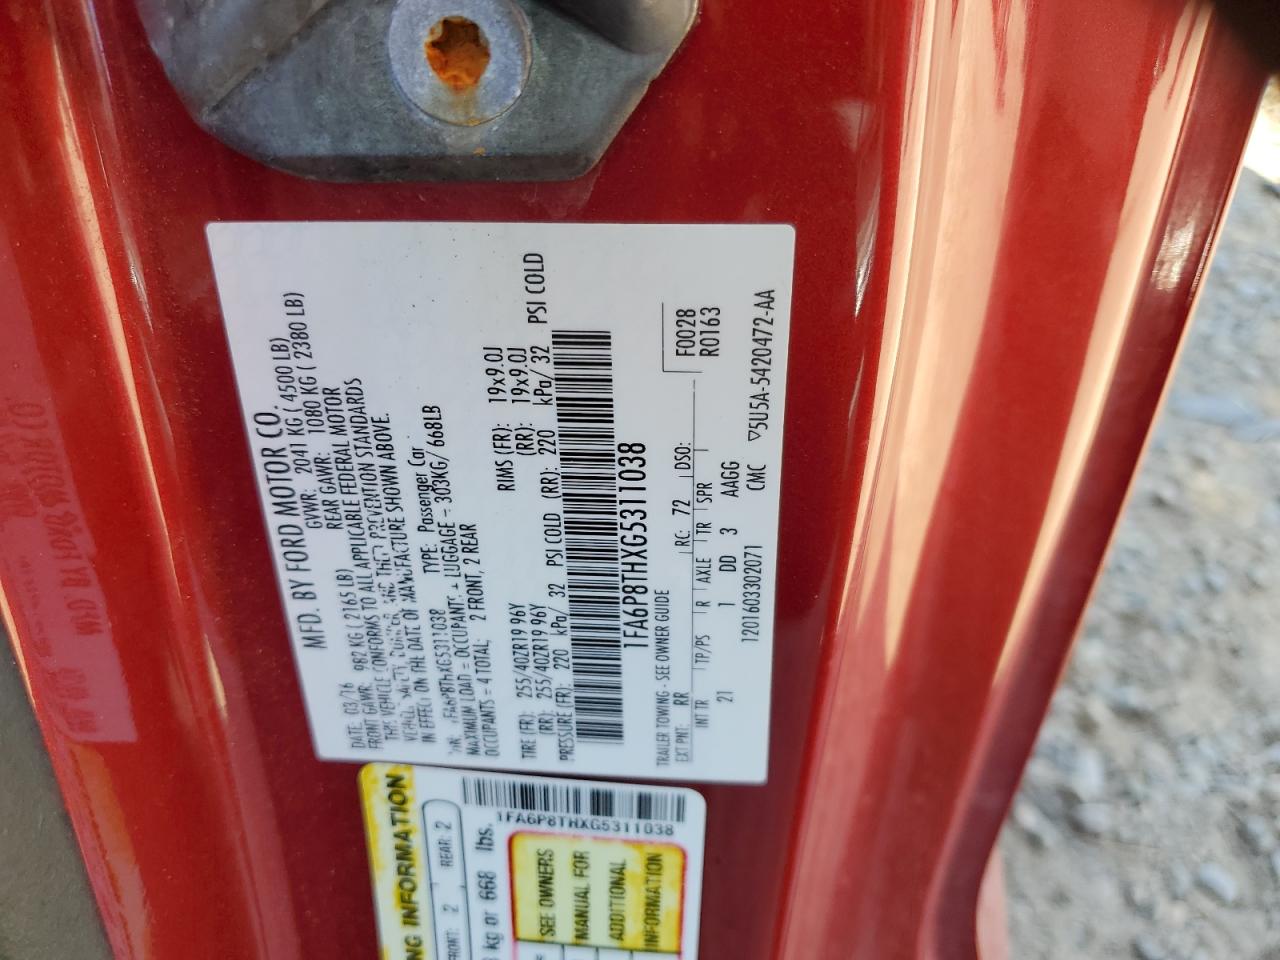 MFD. BY FORD MOTOR CO.
DATE: 03/16 GVWR: 2041 KG ( 4500 LB)
FRONT GAWR: 982 KG ( 2165 LB) REAR GAWR: 1080 KG ( 2380 LB)
THIS VEHICLE CONFORMS TO ALL APPLICABLE FEDERAL MOTOR
VEHICLE SAFETY, BUMPER, AND THEFT PREVENTION STANDARDS
IN EFFECT ON THE DATE OF MANUFACTURE SHOWN ABOVE.
VIN: 1FA6P8THXG5311038 TYPE: Passenger Car
MAXIMUM LOAD = OCCUPANTS + LUGGAGE = 303KG/ 668LB
OCCUPANTS = 4 TOTAL; 2 FRONT, 2 REAR
TIRE (FR): 255/40ZR19 96Y RIMS (FR): 19x9.0J
(RR): 255/40ZR19 96Y (RR): 19x9.0J
PRESSURE (FR): 220 kPa/ 32 PSI COLD (RR): 220 kPa/ 32 PSI COLD
1FA6P8THXG5311038
TRAILER TOWING - SEE OWNER GUIDE
F0028
R0163
EXT PNT: RR RC: 72 DSO:
INT TR TP/PS R AXLE TR SPR
21 1 DD 3 AAGG
1201603302071 CMC ▽5U5A-5420472-AA
NG INFORMATION
FRONT: 2 REAR: 2
kg or 668 lbs.
1FA6P8THXG5311038
SEE OWNERS
MANUAL FOR
ADDITIONAL
INFORMATION